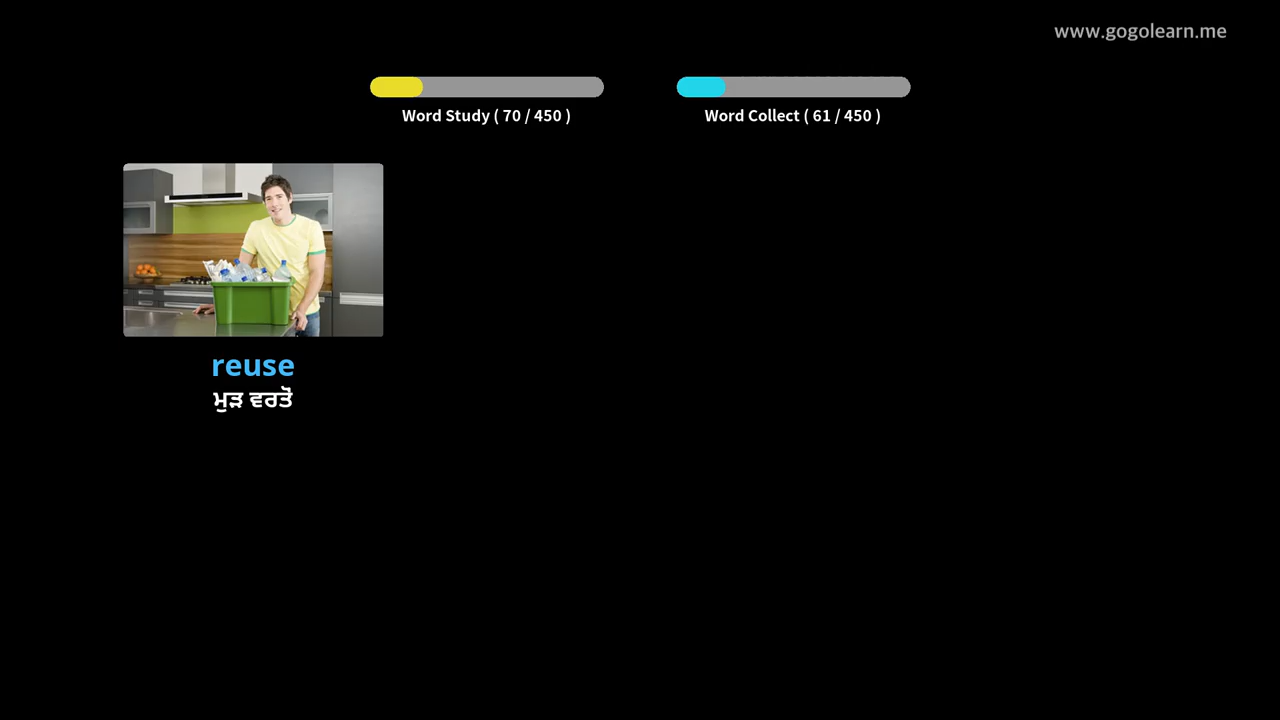 www.gogolearn.me
Word Study ( 70 / 450 )
Word Collect ( 61 / 450 )
reuse
ਮੁੜ ਵਰਤੋਂ